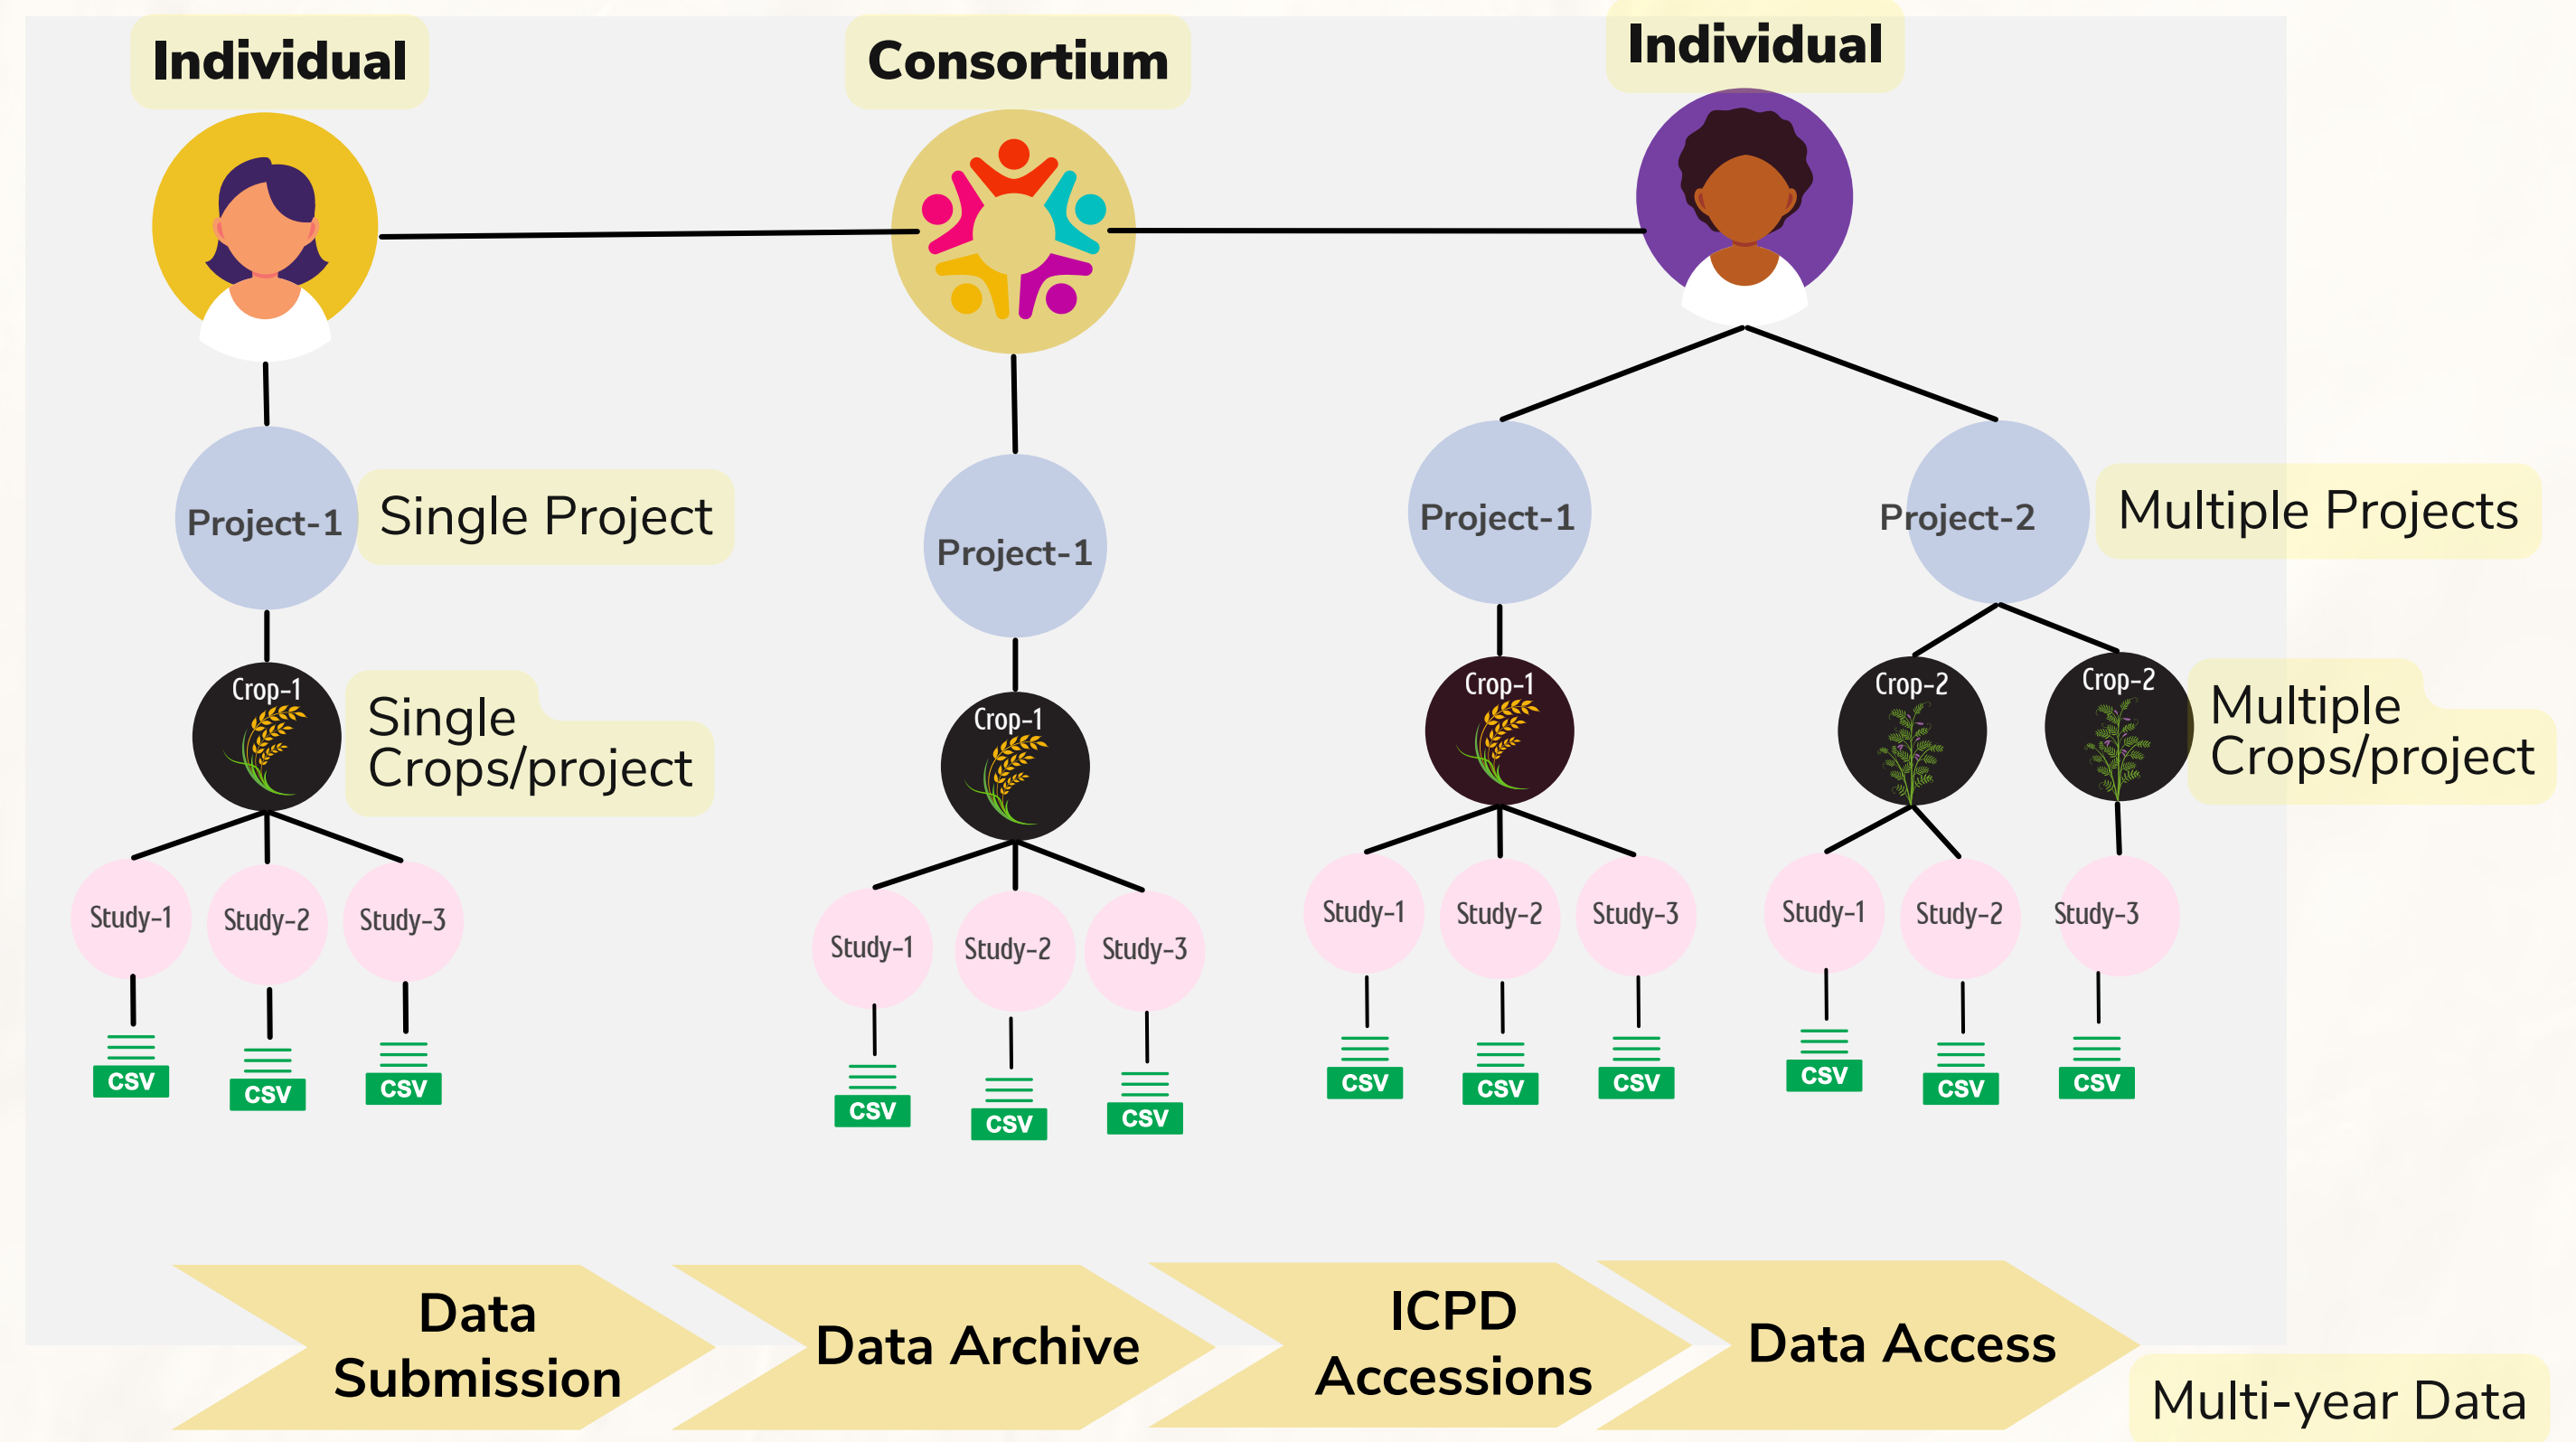 Individual
Consortium
Individual
Project-1
Single Project
Project-1
Project-1
Project-2
Multiple Projects
Crop-1
Single
Crops/project
Crop-1
Crop-1
Crop-2
Crop-2
Multiple
Crops/project
Study-1
Study-2
Study-3
Study-1
Study-2
Study-3
Study-1
Study-2
Study-3
Study-1
Study-2
Study-3
CSV
CSV
CSV
CSV
CSV
CSV
CSV
CSV
CSV
CSV
CSV
CSV
Data
Submission
Data Archive
ICPD
Accessions
Data Access
Multi-year Data